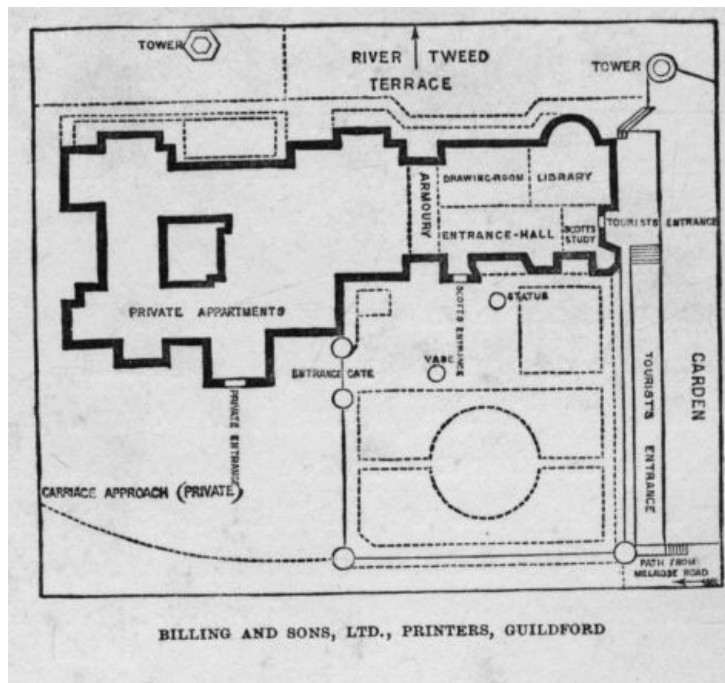 TOWER
RIVER TWEED
TERRACE
TOWER
ARMOURY
DRAWING-ROOM
LIBRARY
ENTRANCE-HALL
SCOTTS
STUDY
TOURISTS ENTRANCE
PRIVATE APPARTMENTS
SCOTTS ENTRANCE
STATUS
VASE
ENTRANCE GATE
PRIVATE ENTRANCE
TOURISTS ENTRANCE
GARDEN
CARRIAGE APPROACH (PRIVATE)
PATH FROM
MELROSE ROAD
BILLING AND SONS, LTD., PRINTERS, GUILDFORD